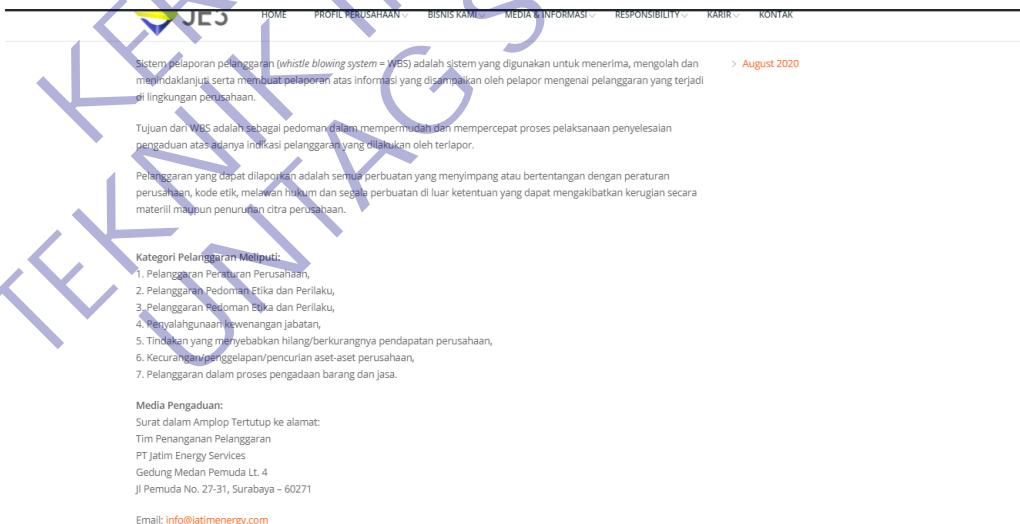 JES
HOME PROFIL PERUSAHAAN BISNIS KAMI MEDIA & INFORMASI RESPONSIBILITY KARIR KONTAK
Sistem pelaporan pelanggaran (whistle blowing system = WBS) adalah sistem yang digunakan untuk menerima, mengolah dan
menindaklanjuti serta membuat pelaporan atas informasi yang disampaikan oleh pelapor mengenai pelanggaran yang terjadi
di lingkungan perusahaan.
> August 2020
Tujuan dari WBS adalah sebagai pedoman dalam mempermudah dan mempercepat proses pelaksanaan penyelesaian
pengaduan atas adanya indikasi pelanggaran yang dilakukan oleh terlapor.
Pelanggaran yang dapat dilaporkan adalah semua perbuatan yang menyimpang atau bertentangan dengan peraturan
perusahaan, kode etik, melawan hukum dan segala perbuatan di luar ketentuan yang dapat mengakibatkan kerugian secara
materiil maupun penurunan citra perusahaan.
Kategori Pelanggaran Meliputi:
1. Pelanggaran Peraturan Perusahaan,
2. Pelanggaran Pedoman Etika dan Perilaku,
3. Pelanggaran Pedoman Etika dan Perilaku,
4. Penyalahgunaan kewenangan jabatan,
5. Tindakan yang menyebabkan hilang/berkurangnya pendapatan perusahaan,
6. Kecurangan/penggelapan/pencurian aset-aset perusahaan,
7. Pelanggaran dalam proses pengadaan barang dan jasa.
Media Pengaduan:
Surat dalam Amplop Tertutup ke alamat:
Tim Penanganan Pelanggaran
PT Jatim Energy Services
Gedung Medan Pemuda Lt. 4
Jl Pemuda No. 27-31, Surabaya – 60271
Email: info@jatimenergy.com
TEKNIK
UNTAG